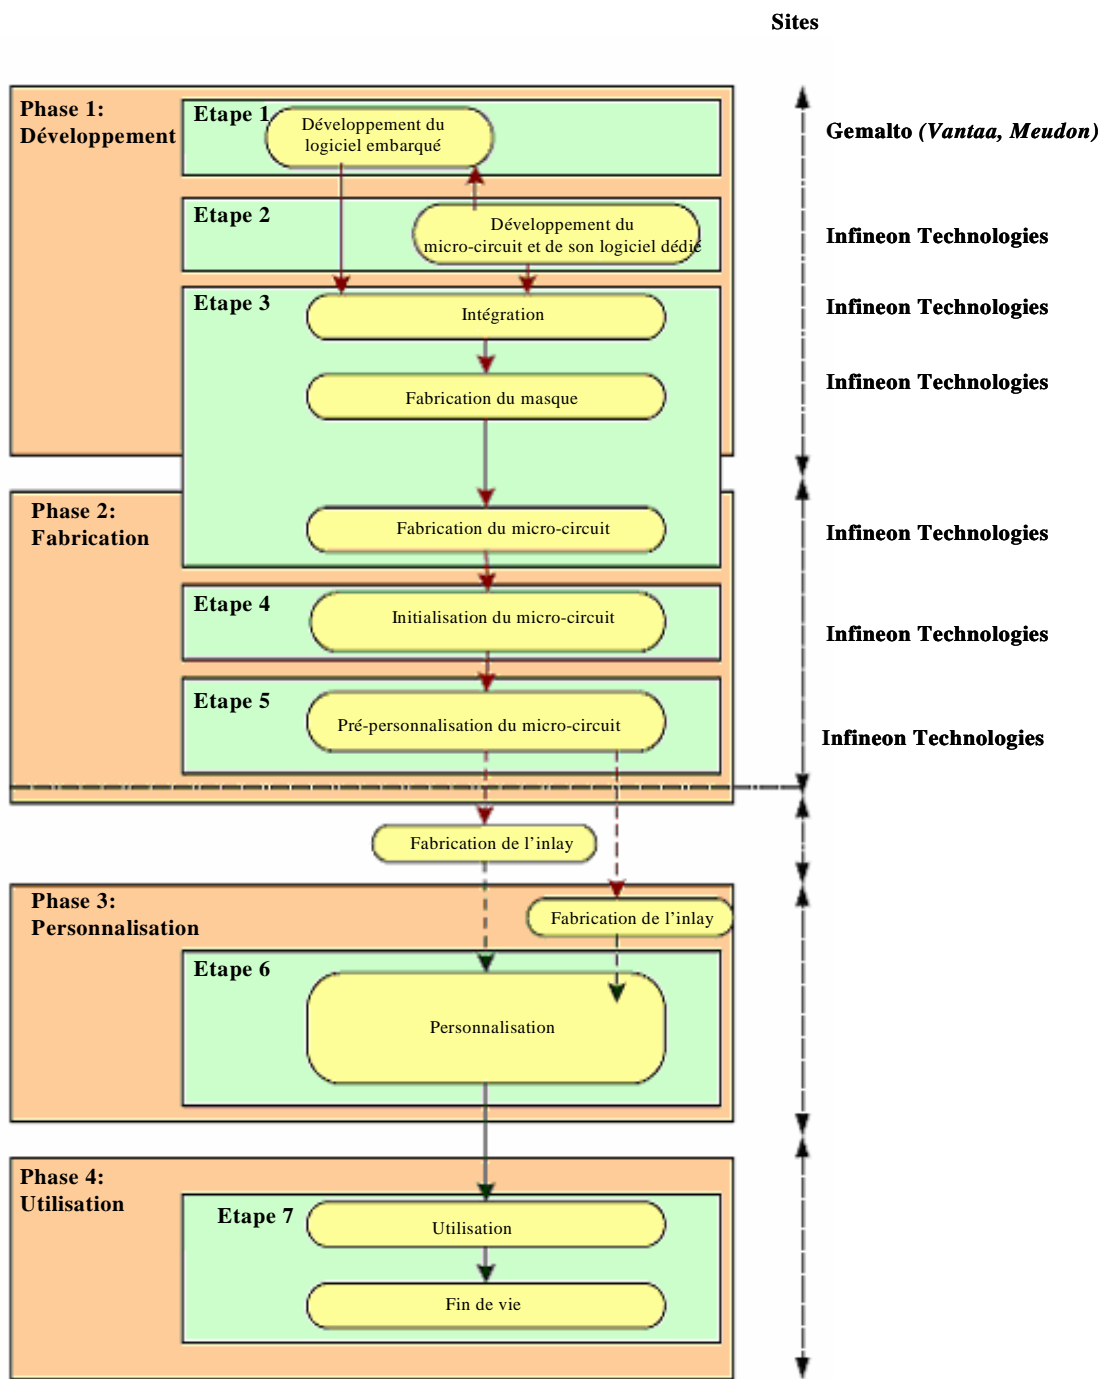 Sites
Phase 1:
Développement
Etape 1
Développement du
logiciel embarqué
Gemalto (Vantaa, Meudon)
Etape 2
Développement du
micro-circuit et de son logiciel dédié
Infineon Technologies
Etape 3
Intégration
Infineon Technologies
Fabrication du masque
Infineon Technologies
Phase 2:
Fabrication
Fabrication du micro-circuit
Infineon Technologies
Etape 4
Initialisation du micro-circuit
Infineon Technologies
Etape 5
Pré-personnalisation du micro-circuit
Infineon Technologies
Fabrication de l’inlay
Phase 3:
Personnalisation
Fabrication de l’inlay
Etape 6
Personnalisation
Phase 4:
Utilisation
Etape 7
Utilisation
Fin de vie